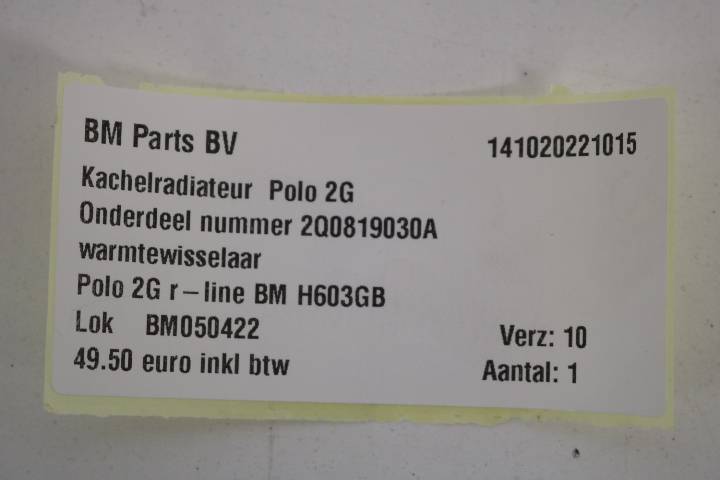 BM Parts BV 141020221015
Kachelradiateur Polo 2G
Onderdeel nummer 2Q0819030A
warmtewisselaar
Polo 2G r-line BM H603GB
Lok BM050422 Verz: 10
49.50 euro inkl btw Aantal: 1